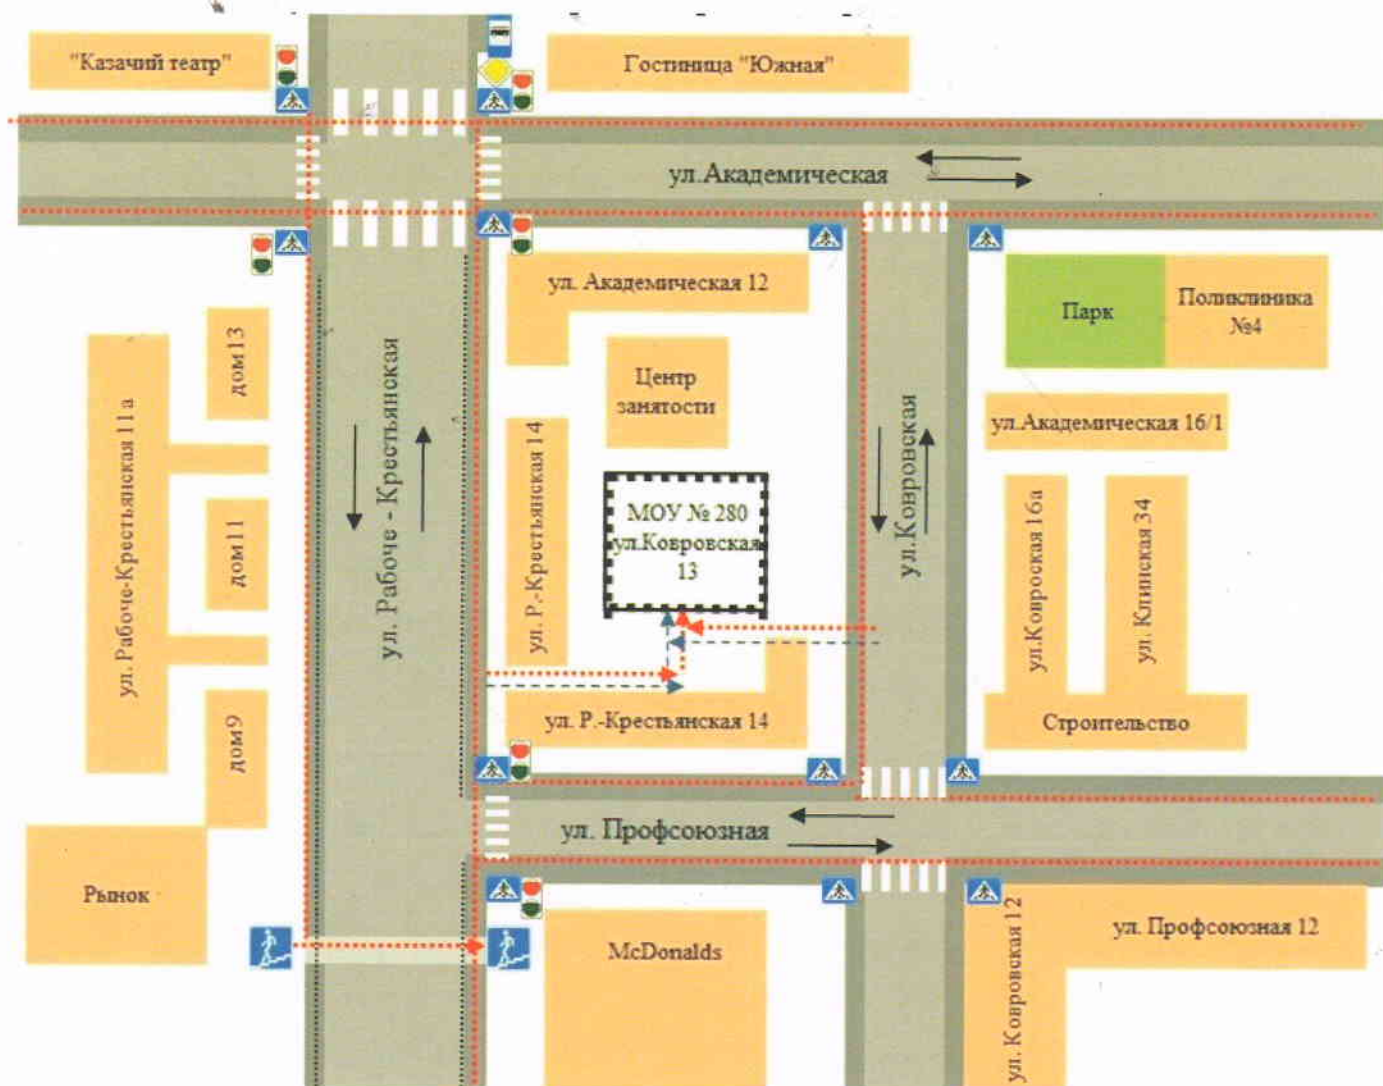 "Казачий театр"
Гостиница "Южная"
ул.Академическая
ул. Академическая 12
Парк
Поликлиника
№4
дом13
Центр
занятости
ул.Академическая 16/1
ул. Рабоче-Крестьянская 11а
ул. Рабоче - Крестьянская
ул. Р.-Крестьянская 14
ул.Ковровская
МОУ № 280
ул.Ковровская
13
дом11
ул.Ковроская 16а
ул. Клинская 34
дом9
ул. Р.-Крестьянская 14
Строительство
ул. Профсоюзная
Рынок
McDonalds
ул. Ковровская 12
ул. Профсоюзная 12